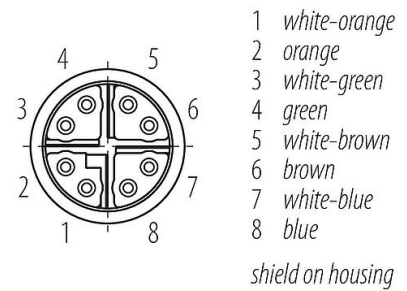 4 5
3 6
2 7
1 8
1 white-orange
2 orange
3 white-green
4 green
5 white-brown
6 brown
7 white-blue
8 blue
shield on housing